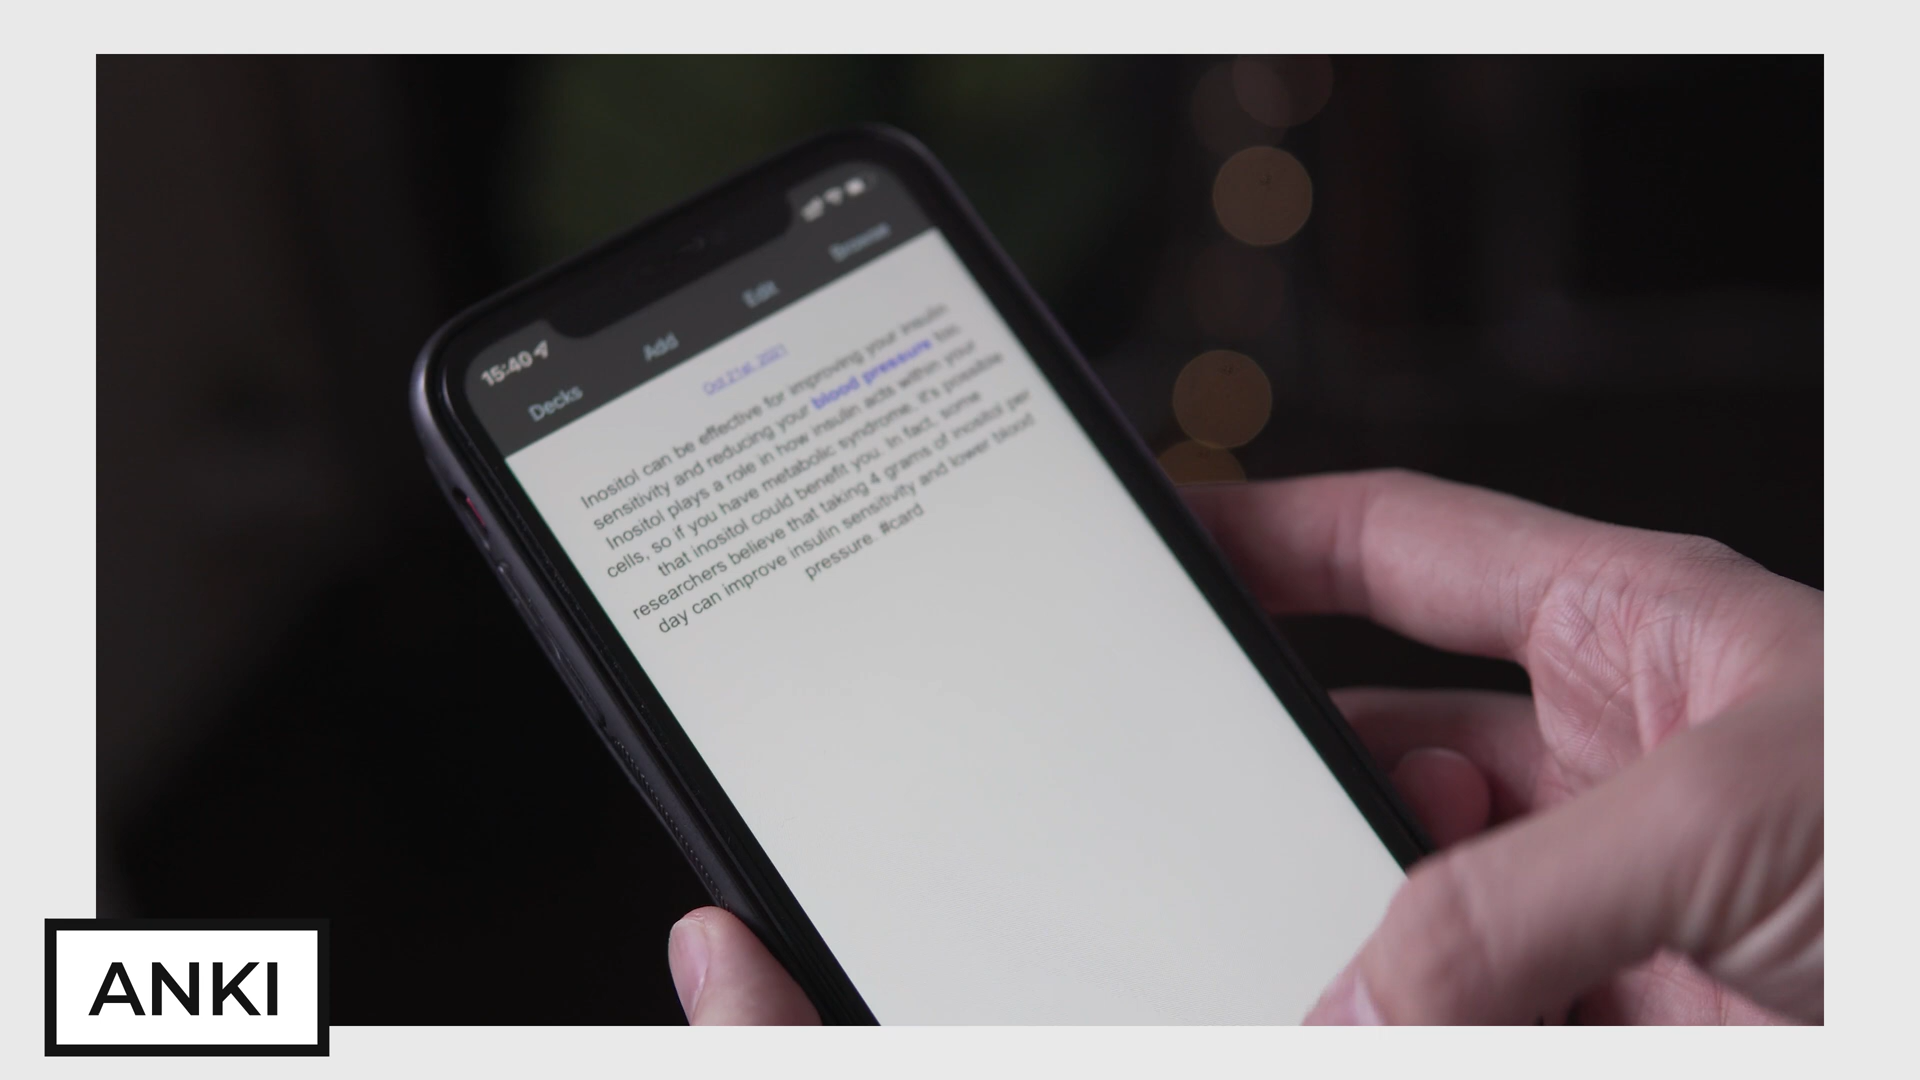 15:40
Decks Add Edit Browse
Oct 21st, 2021
Inositol can be effective for improving your insulin
sensitivity and reducing your blood pressure too.
Inositol plays a role in how insulin acts within your
cells, so if you have metabolic syndrome, it's possible
that inositol could benefit you. In fact, some
researchers believe that taking 4 grams of inositol per
day can improve insulin sensitivity and lower blood
pressure. #card
ANKI